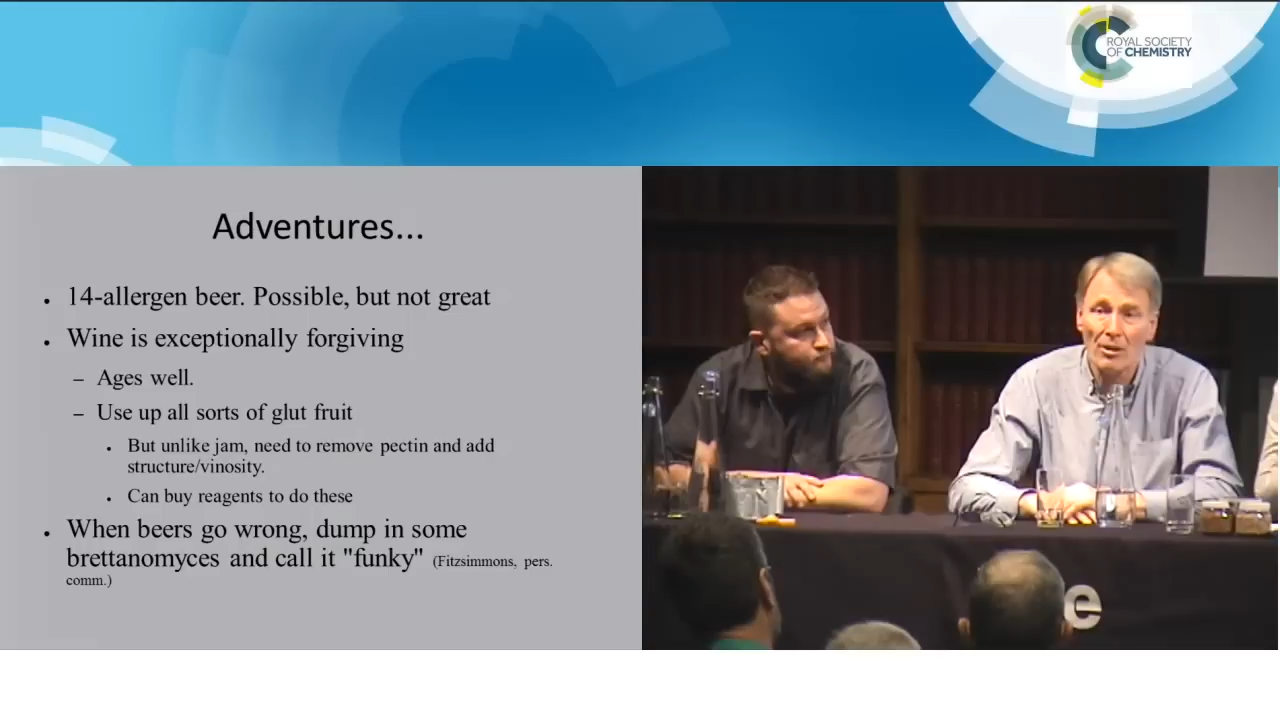 ROYAL SOCIETY
OF CHEMISTRY
Adventures...
14-allergen beer. Possible, but not great
Wine is exceptionally forgiving
– Ages well.
– Use up all sorts of glut fruit
But unlike jam, need to remove pectin and add
structure/vinosity.
Can buy reagents to do these
When beers go wrong, dump in some
brettanomyces and call it "funky" (Fitzsimmons, pers.
comm.)
e